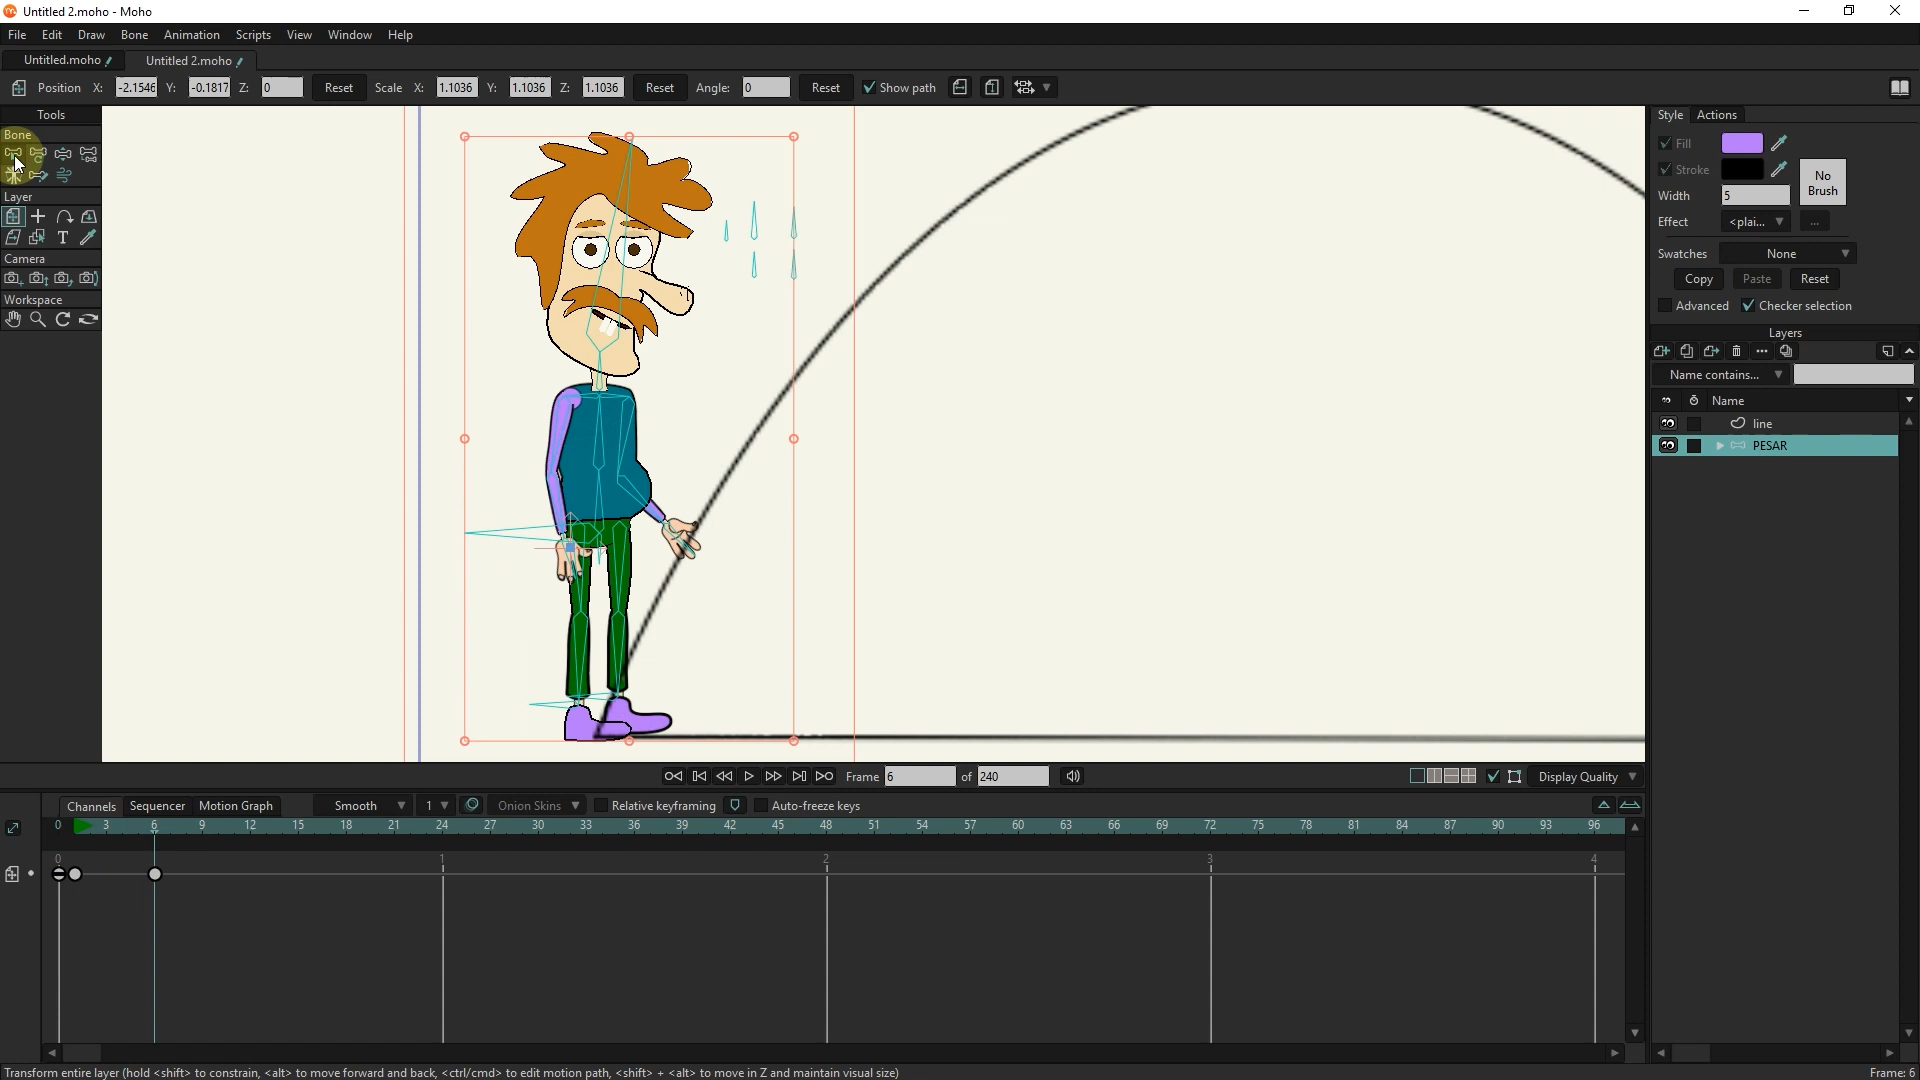 Untitled 2.moho - Moho
File Edit Draw Bone Animation Scripts View Window Help
Untitled.moho Untitled 2.moho
Position X: -2.1546 Y: -0.1817 Z: 0 Reset Scale X: 1.1036 Y: 1.1036 Z: 1.1036 Reset Angle: 0 Reset Show path
Tools
Bone
Layer
T
Camera
Workspace
Style Actions
Fill
Stroke
No Brush
Width 5
Effect <plai... ...
Swatches None
Copy Paste Reset
Advanced Checker selection
Layers
Name contains...
Name
line
PESAR
Frame 6 of 240 Display Quality
Channels Sequencer Motion Graph Smooth 1 Onion Skins Relative keyframing Auto-freeze keys
0 3 6 9 12 15 18 21 24 27 30 33 36 39 42 45 48 51 54 57 60 63 66 69 72 75 78 81 84 87 90 93 96
0 1 2 3 4
Transform entire layer (hold <shift> to constrain, <alt> to move forward and back, <ctrl/cmd> to edit motion path, <shift> + <alt> to move in Z and maintain visual size) Frame: 6